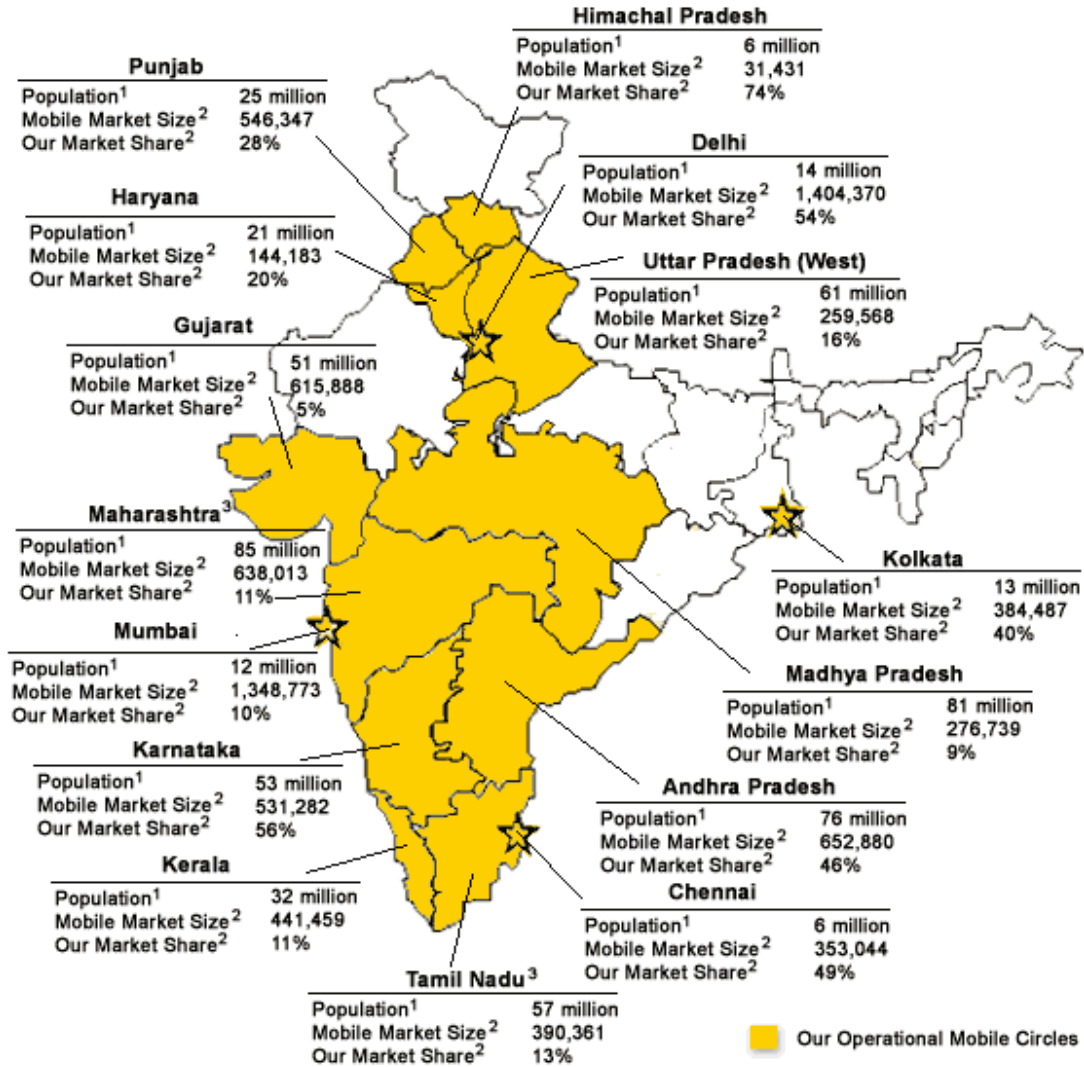 Himachal Pradesh
Population¹ 6 million
Mobile Market Size² 31,431
Our Market Share² 74%
Punjab
Population¹ 25 million
Mobile Market Size² 546,347
Our Market Share² 28%
Delhi
Population¹ 14 million
Mobile Market Size² 1,404,370
Our Market Share² 54%
Haryana
Population¹ 21 million
Mobile Market Size² 144,183
Our Market Share² 20%
Uttar Pradesh (West)
Population¹ 61 million
Mobile Market Size² 259,568
Our Market Share² 16%
Gujarat
Population¹ 51 million
Mobile Market Size² 615,888
Our Market Share² 5%
Maharashtra³
Population¹ 85 million
Mobile Market Size² 638,013
Our Market Share² 11%
Kolkata
Population¹ 13 million
Mobile Market Size² 384,487
Our Market Share² 40%
Mumbai
Population¹ 12 million
Mobile Market Size² 1,348,773
Our Market Share² 10%
Madhya Pradesh
Population¹ 81 million
Mobile Market Size² 276,739
Our Market Share² 9%
Karnataka
Population¹ 53 million
Mobile Market Size² 531,282
Our Market Share² 56%
Andhra Pradesh
Population¹ 76 million
Mobile Market Size² 652,880
Our Market Share² 46%
Kerala
Population¹ 32 million
Mobile Market Size² 441,459
Our Market Share² 11%
Chennai
Population¹ 6 million
Mobile Market Size² 353,044
Our Market Share² 49%
Tamil Nadu³
Population¹ 57 million
Mobile Market Size² 390,361
Our Market Share² 13%
Our Operational Mobile Circles